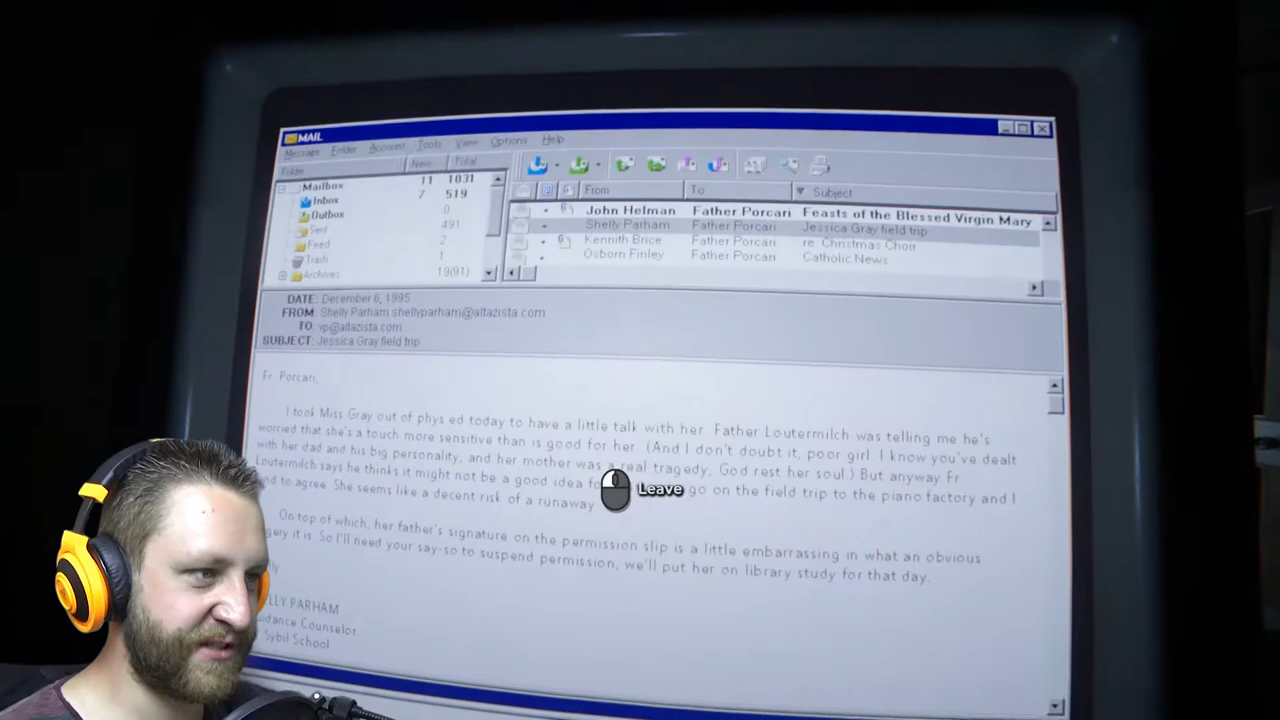 MAIL
Message Folder Account Tools View Options Help
Folder New Total
Mailbox 11 1031
Inbox 7 519
Outbox 0
Sent 491
Feed 2
Trash 1
Archives 19(91)
From To Subject
John Helman Father Porcari Feasts of the Blessed Virgin Mary
Shelly Parham Father Porcari Jessica Gray field trip
Kennith Brice Father Porcari re: Christmas Choir
Osborn Finley Father Porcari Catholic News
DATE: December 6, 1995
FROM: Shelly Parham shellyparham@altazista.com
TO: vp@altazista.com
SUBJECT: Jessica Gray field trip
Fr. Porcari,
I took Miss Gray out of phys ed today to have a little talk with her. Father Loutermilch was telling me he's
worried that she's a touch more sensitive than is good for her. (And I don't doubt it, poor girl. I know you've dealt
with her dad and his big personality, and her mother was a real tragedy, God rest her soul.) But anyway Fr
Loutermilch says he thinks it might not be a good idea go on the field trip to the piano factory and I
to agree. She seems like a decent risk of a runaway
Leave
On top of which, her father's signature on the permission slip is a little embarrassing in what an obvious
gery it is. So I'll need your say-so to suspend permission, we'll put her on library study for that day.
lly
LLY PARHAM
uidance Counselor
Sybil School